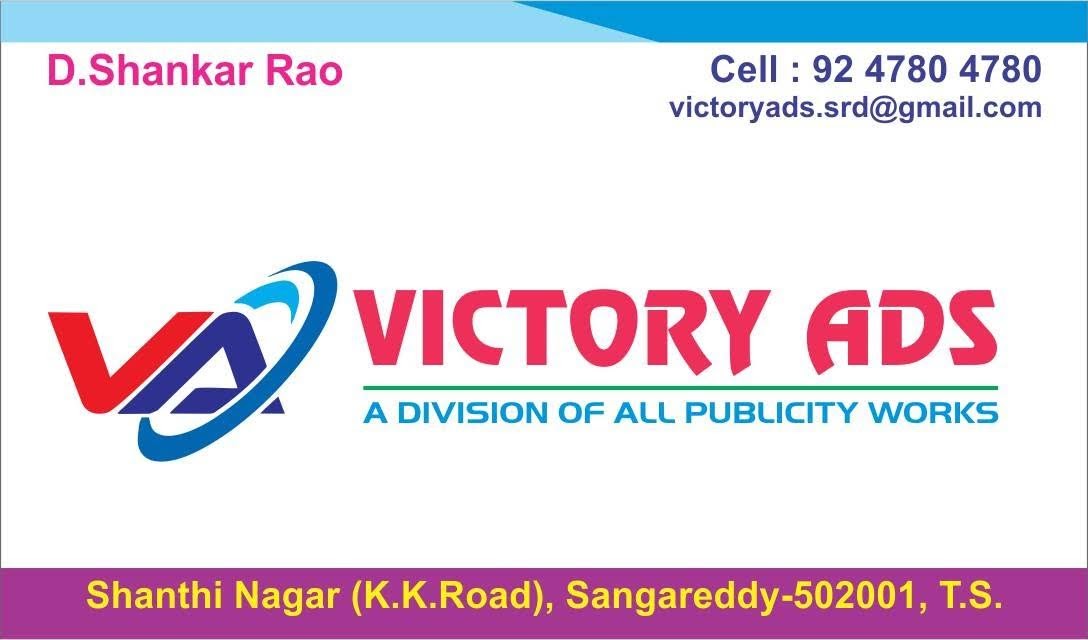 D.Shankar Rao
Cell : 92 4780 4780
victoryads.srd@gmail.com
VA
VICTORY ADS
A DIVISION OF ALL PUBLICITY WORKS
Shanthi Nagar (K.K.Road), Sangareddy-502001, T.S.